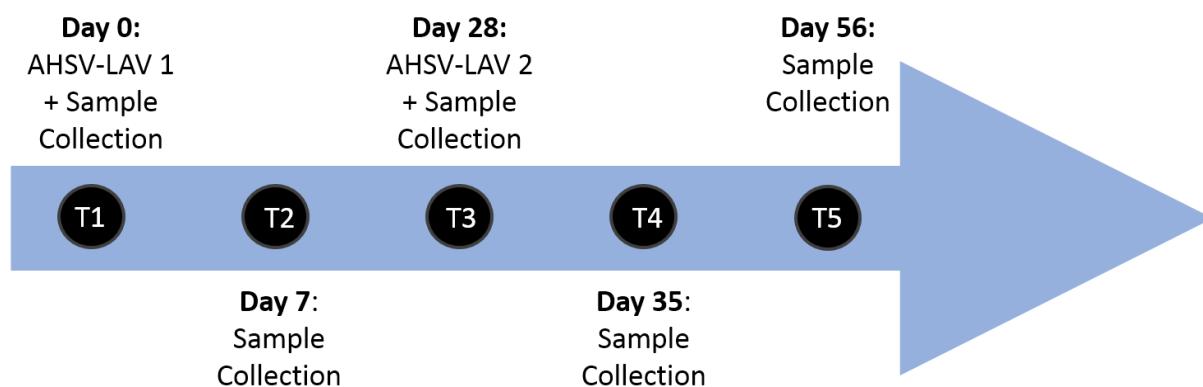 Day 0:
AHSV-LAV 1
+ Sample
Collection
Day 28:
AHSV-LAV 2
+ Sample
Collection
Day 56:
Sample
Collection
T1
T2
T3
T4
T5
Day 7:
Sample
Collection
Day 35:
Sample
Collection